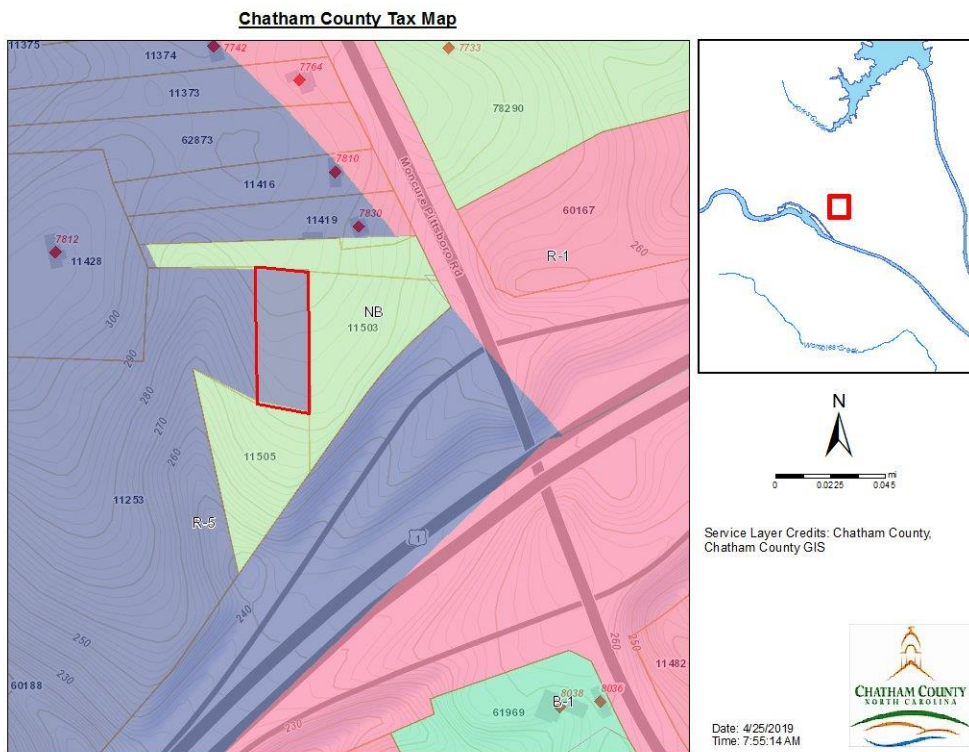 Chatham County Tax Map
11375
11374
7742
7733
7764
11373
78290
62873
7810
11416
Moncure Pittsboro Rd
60167
11419
7830
260
7812
11428
R-1
300
NB
11503
290
280
270
11505
260
11253
R-5
1
240
250
260
11482
230
60188
8038
8036
B-1
61969
230
N
mi
0 0.0225 0.045
Service Layer Credits: Chatham County,
Chatham County GIS
CHATHAM COUNTY
NORTH CAROLINA
Date: 4/25/2019
Time: 7:55:14 AM